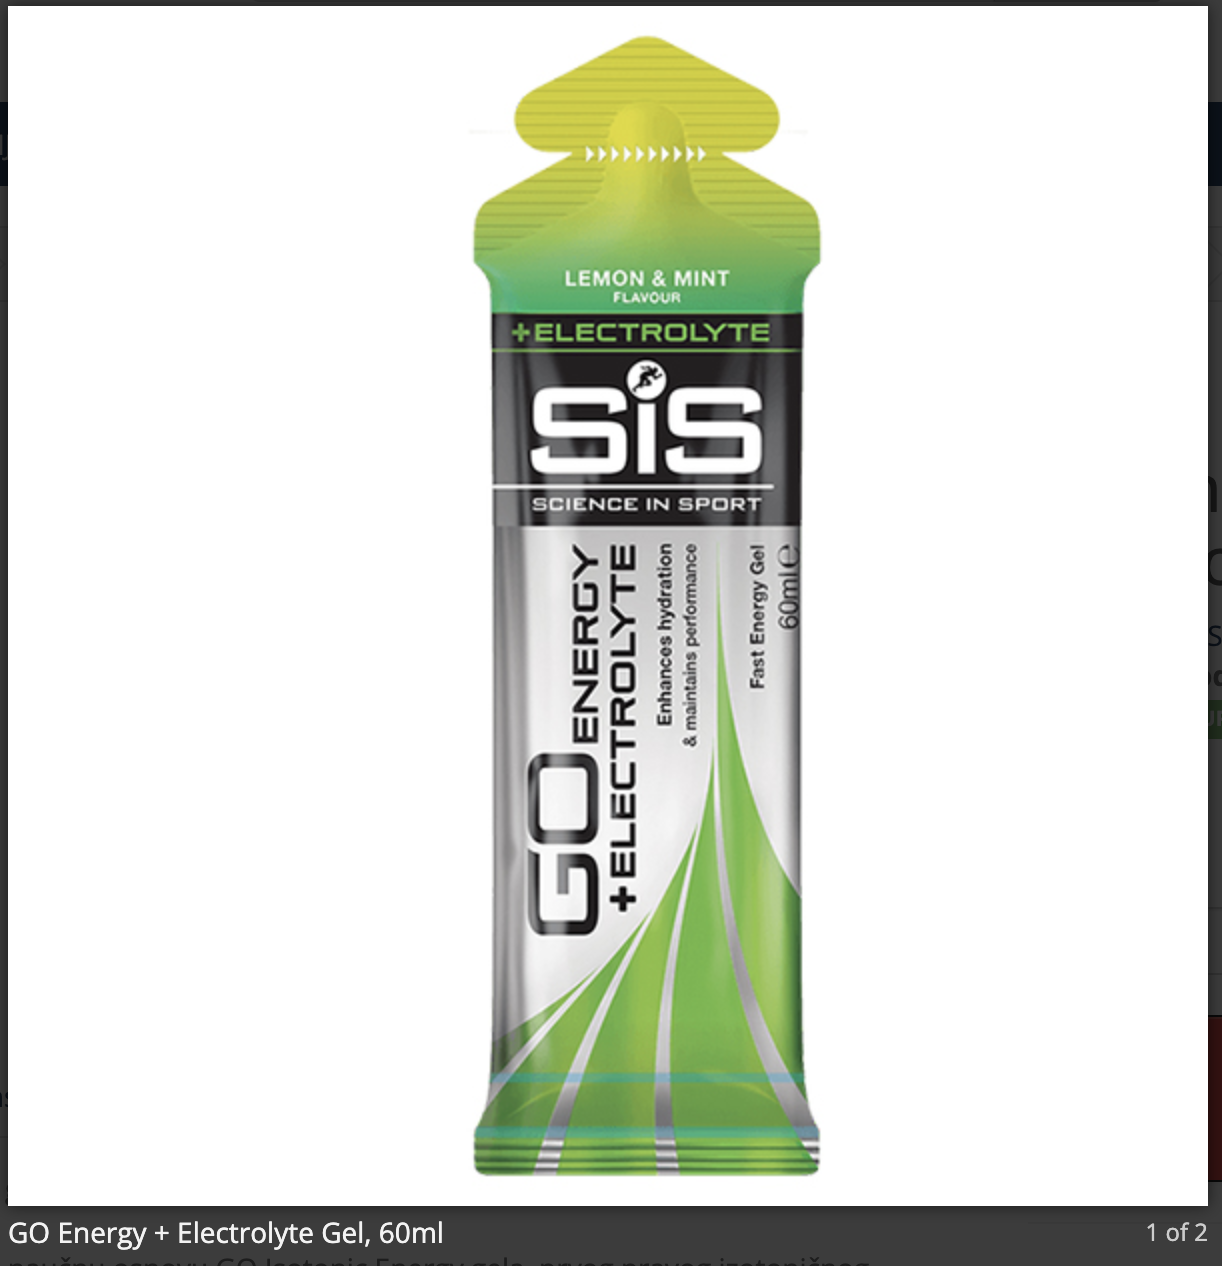 LEMON & MINT
FLAVOUR
+ELECTROLYTE
SiS
SCIENCE IN SPORT
GO ENERGY
+ELECTROLYTE
Enhances hydration
& maintains performance
Fast Energy Gel
60ml e
GO Energy + Electrolyte Gel, 60ml
1 of 2